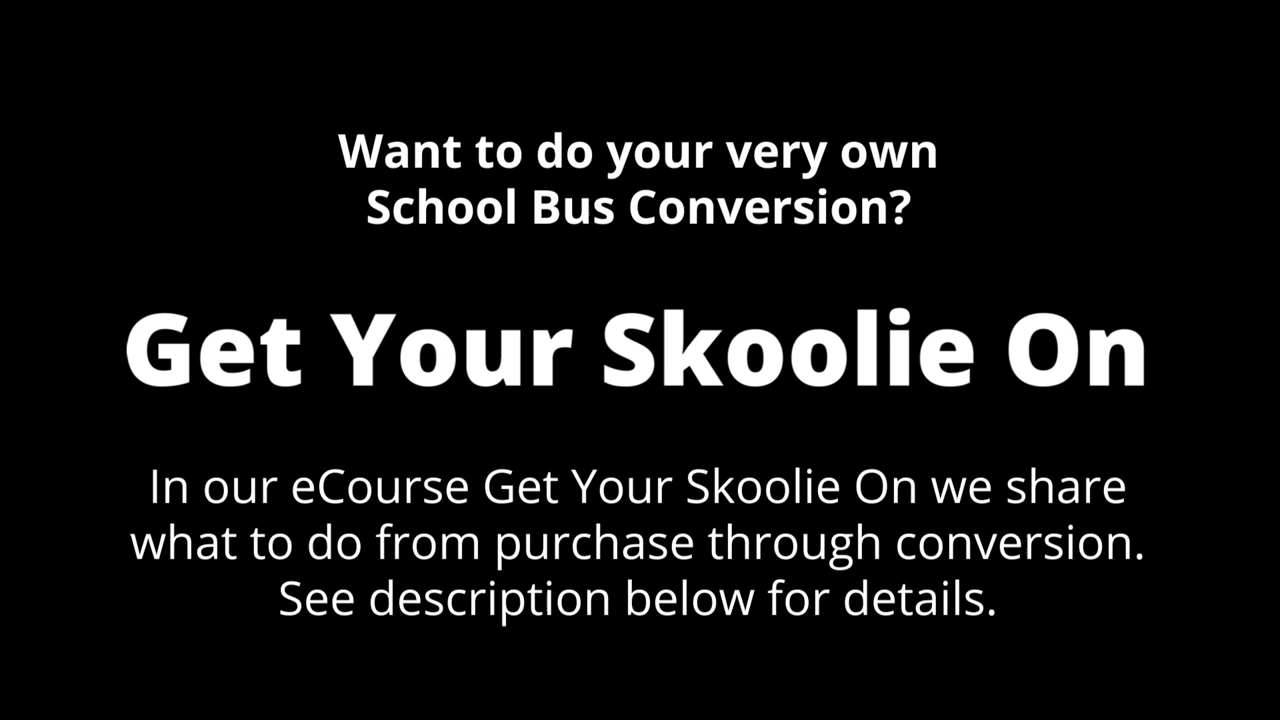 Want to do your very own
School Bus Conversion?
Get Your Skoolie On
In our eCourse Get Your Skoolie On we share
what to do from purchase through conversion.
See description below for details.